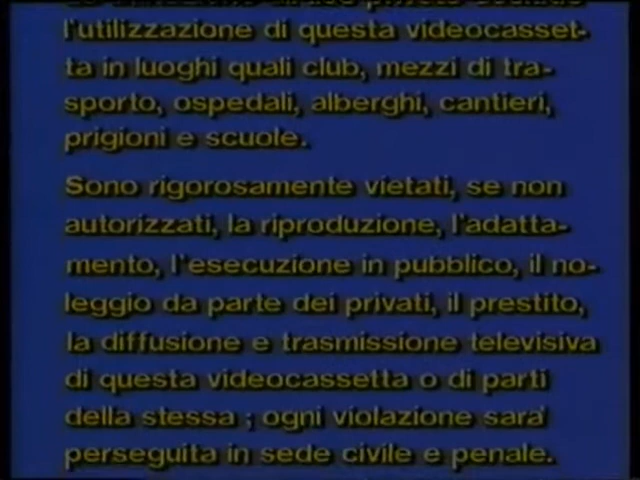 l'utilizzazione di questa videocasset-
ta in luoghi quali club, mezzi di tra-
sporto, ospedali, alberghi, cantieri,
prigioni e scuole.
Sono rigorosamente vietati, se non
autorizzati, la riproduzione, l'adatta-
mento, l'esecuzione in pubblico, il no-
leggio da parte dei privati, il prestito,
la diffusione e trasmissione televisiva
di questa videocassetta o di parti
della stessa ; ogni violazione sara'
perseguita in sede civile e penale.